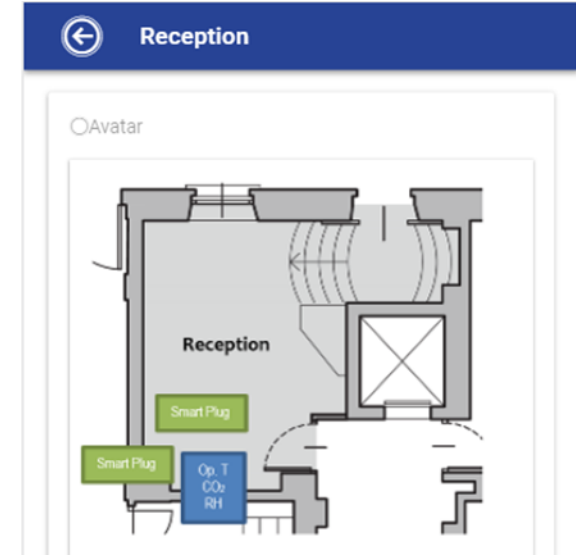 Reception
Avatar
Reception
Smart Plug
Smart Plug
Op. T
CO₂
RH